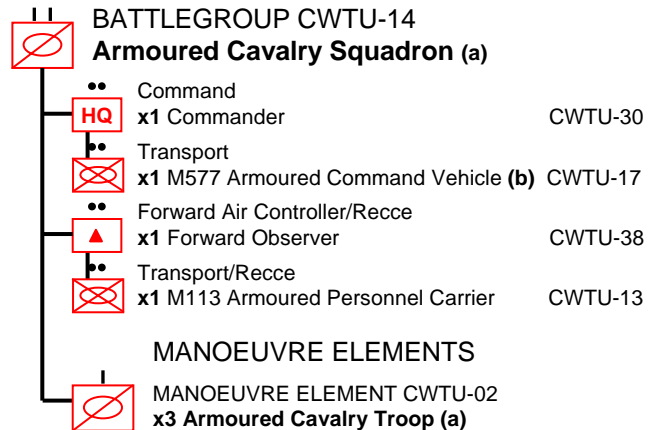 BATTLEGROUP CWTU-14
Armoured Cavalry Squadron (a)
Command
HQ x1 Commander CWTU-30
Transport
x1 M577 Armoured Command Vehicle (b) CWTU-17
Forward Air Controller/Recce
x1 Forward Observer CWTU-38
Transport/Recce
x1 M113 Armoured Personnel Carrier CWTU-13
MANOEUVRE ELEMENTS
MANOEUVRE ELEMENT CWTU-02
x3 Armoured Cavalry Troop (a)